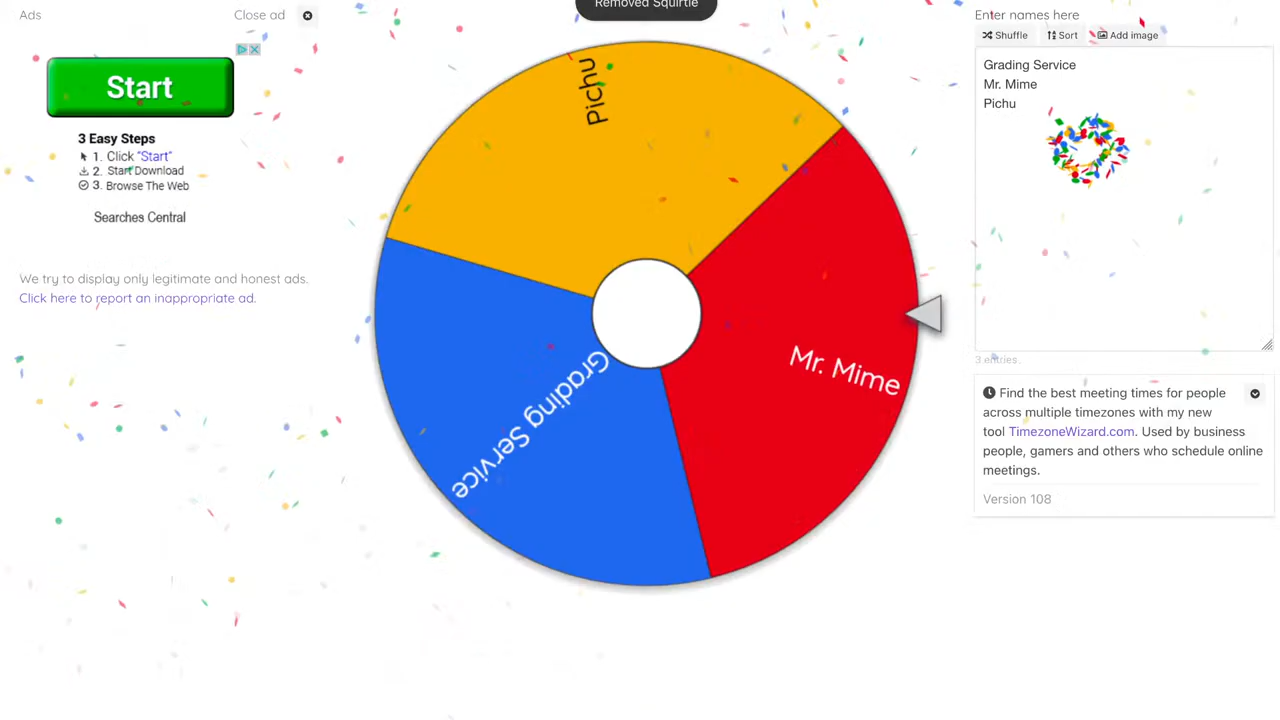 Ads
Close ad
Start
3 Easy Steps
1. Click "Start"
2. Start Download
3. Browse The Web
Searches Central
We try to display only legitimate and honest ads.
Click here to report an inappropriate ad.
Removed Squirtle
Pichu
Mr. Mime
Grading Service
Enter names here
Shuffle
Sort
Add image
Grading Service
Mr. Mime
Pichu
3 entries
Find the best meeting times for people
across multiple timezones with my new
tool TimezoneWizard.com. Used by business
people, gamers and others who schedule online
meetings.
Version 108